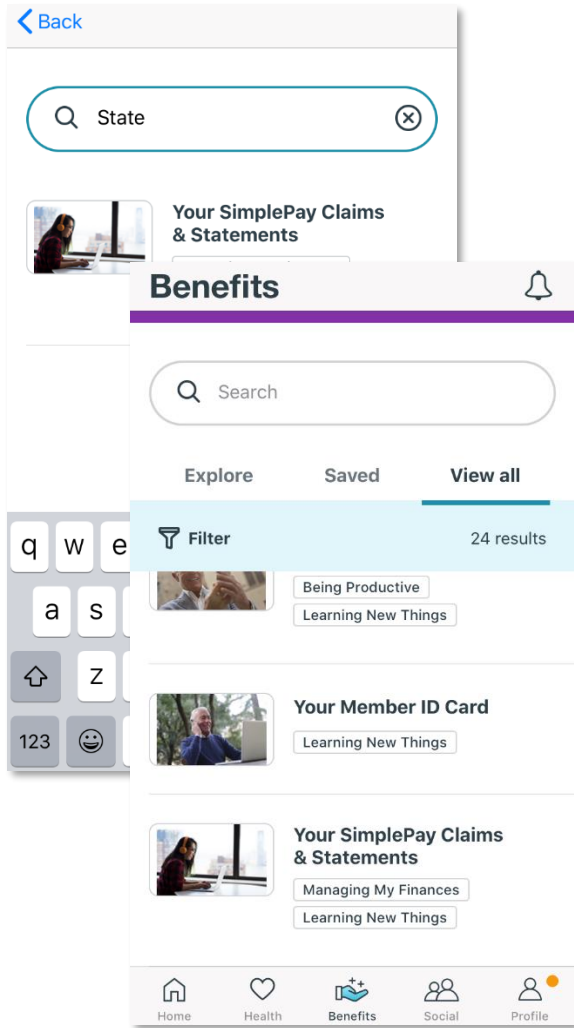 Back
State
Your SimplePay Claims
& Statements
q w e
a s
z
123
Benefits
Search
Explore Saved View all
Filter 24 results
Being Productive
Learning New Things
Your Member ID Card
Learning New Things
Your SimplePay Claims
& Statements
Managing My Finances
Learning New Things
Home Health Benefits Social Profile